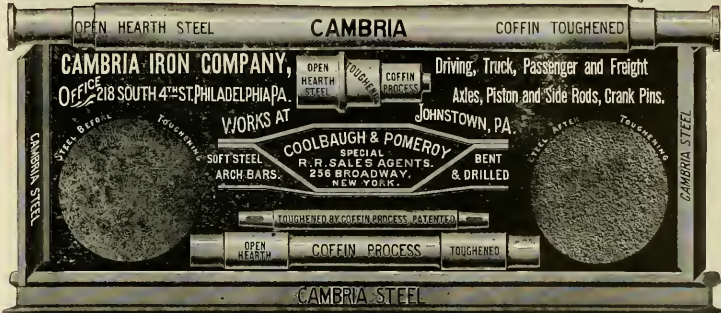 OPEN HEARTH STEEL CAMBRIA COFFIN TOUGHENED
CAMBRIA IRON COMPANY,
OFFICE 218 SOUTH 4TH ST, PHILADELPHIA PA.
OPEN HEARTH STEEL
TOUGHENED
COFFIN PROCESS
Driving, Truck, Passenger and Freight
Axles, Piston and Side Rods, Crank Pins.
WORKS AT JOHNSTOWN, PA.
STEEL BEFORE TOUGHENING
STEEL AFTER TOUGHENING
CAMBRIA STEEL
SOFT STEEL
ARCH BARS.
COOLBAUGH & POMEROY
SPECIAL
R.R. SALES AGENTS.
256 BROADWAY,
NEW YORK.
BENT
& DRILLED
CAMBRIA STEEL
TOUGHENED BY COFFIN PROCESS, PATENTED
OPEN HEARTH COFFIN PROCESS TOUGHENED
CAMBRIA STEEL